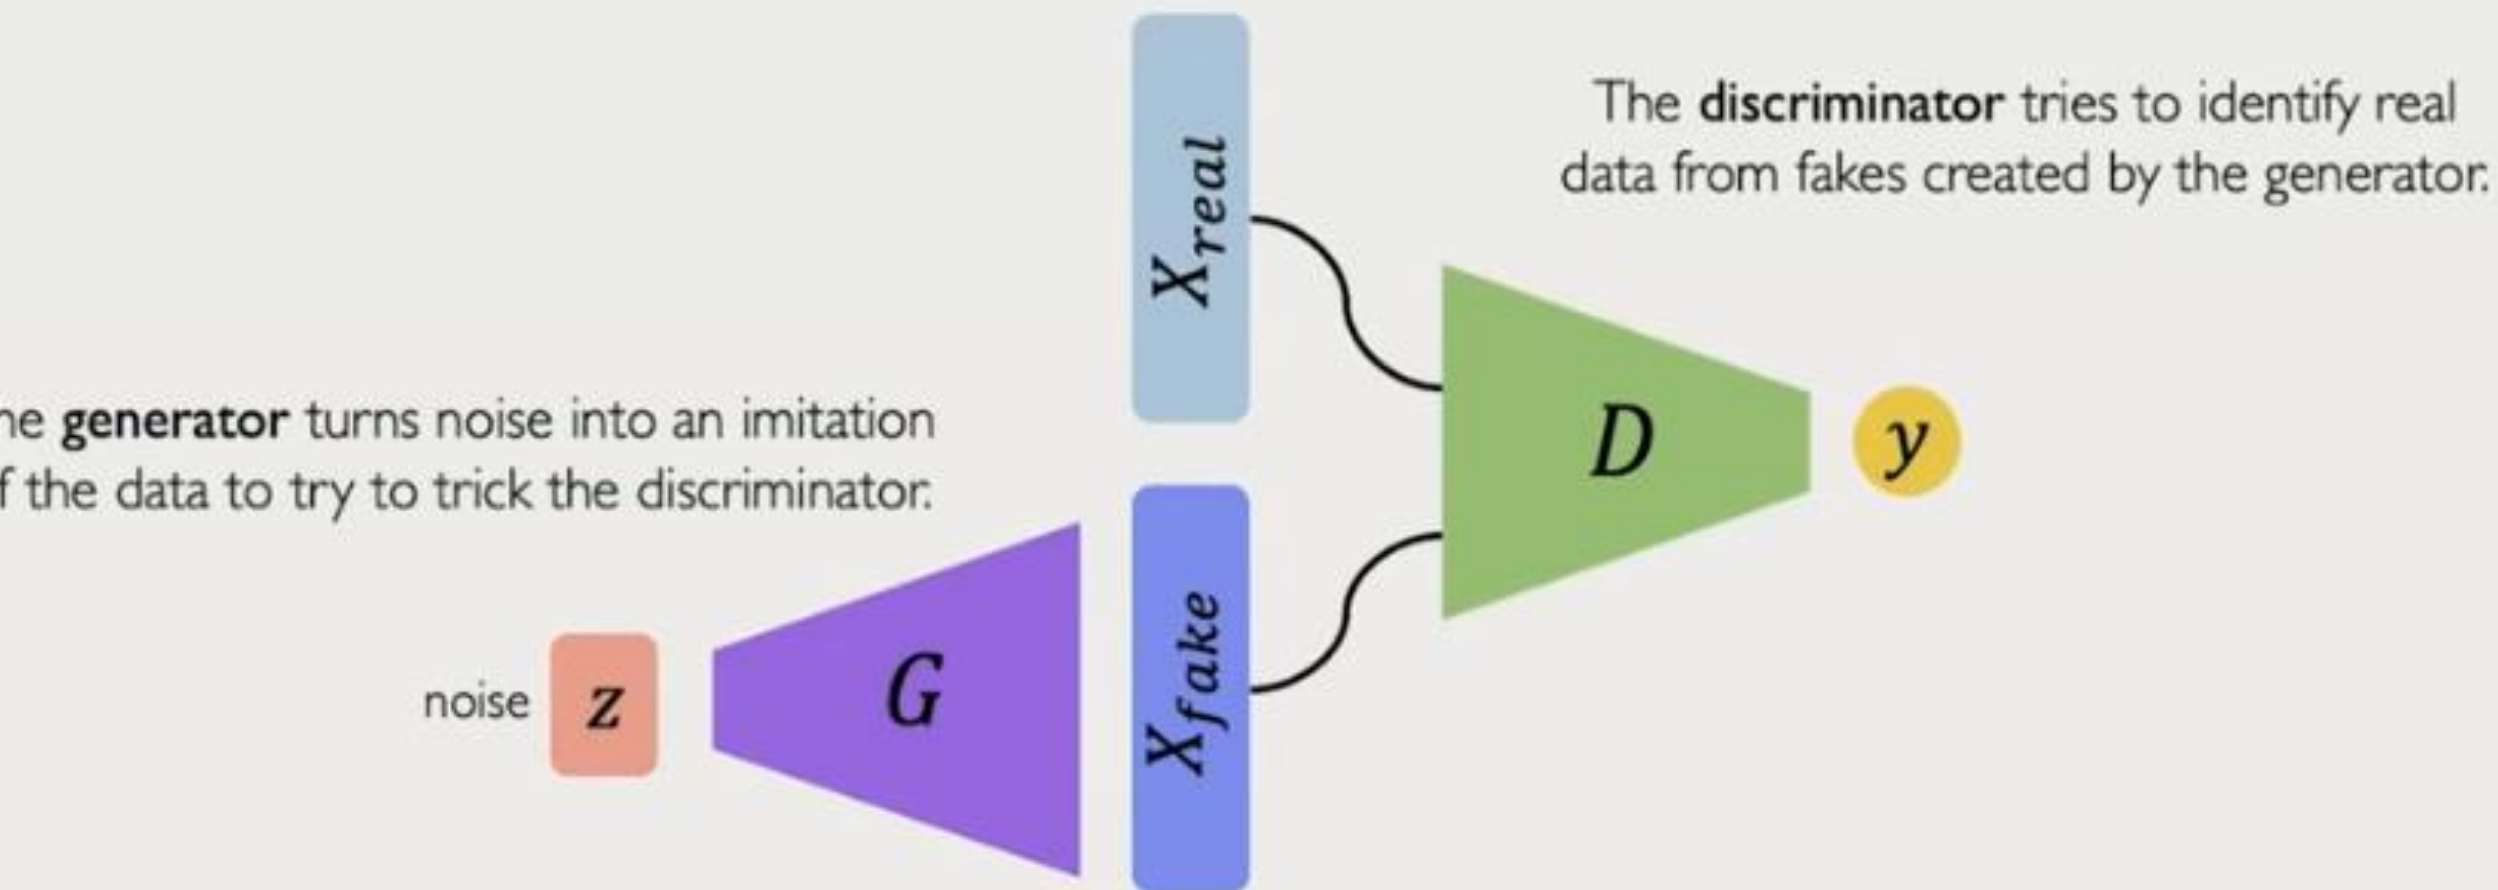 The discriminator tries to identify real
data from fakes created by the generator.
X_real
he generator turns noise into an imitation
f the data to try to trick the discriminator.
D
y
noise
z
G
X_fake